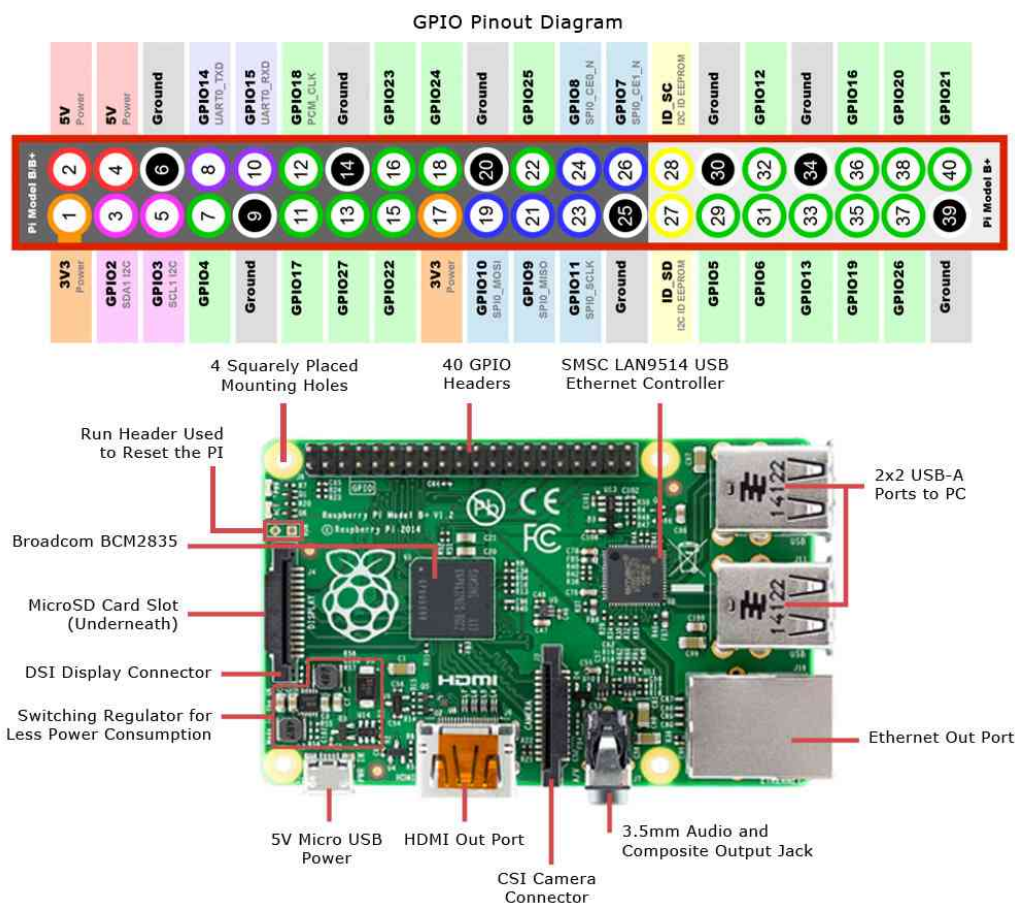 GPIO Pinout Diagram
5V
Power
5V
Power
Ground
GPIO14
UART0_TXD
GPIO15
UART0_RXD
GPIO18
PCM_CLK
Ground
GPIO23
GPIO24
Ground
GPIO25
GPIO8
SPI0_CE0_N
GPIO7
SPI0_CE1_N
ID_SC
I2C ID EEPROM
Ground
GPIO12
Ground
GPIO16
GPIO20
GPIO21
Pi Model B/B+
2 4 6 8 10 12 14 16 18 20 22 24 26 28 30 32 34 36 38 40
1 3 5 7 9 11 13 15 17 19 21 23 25 27 29 31 33 35 37 39
Pi Model B+
3V3
Power
GPIO2
SDA1 I2C
GPIO3
SCL1 I2C
GPIO4
Ground
GPIO17
GPIO27
GPIO22
3V3
Power
GPIO10
SPI0_MOSI
GPIO9
SPI0_MISO
GPIO11
SPI0_SCLK
Ground
ID_SD
I2C ID EEPROM
GPIO5
GPIO6
GPIO13
GPIO19
GPIO26
Ground
4 Squarely Placed
Mounting Holes
40 GPIO
Headers
SMSC LAN9514 USB
Ethernet Controller
Run Header Used
to Reset the PI
2x2 USB-A
Ports to PC
Broadcom BCM2835
MicroSD Card Slot
(Underneath)
DSI Display Connector
Switching Regulator for
Less Power Consumption
Ethernet Out Port
5V Micro USB
Power
HDMI Out Port
CSI Camera
Connector
3.5mm Audio and
Composite Output Jack
GPIO
Raspberry Pi Model B+ V1.2
© Raspberry Pi 2014
Pb
CE
FC
DISPLAY
HDMI
CAMERA
14122
14122
USB